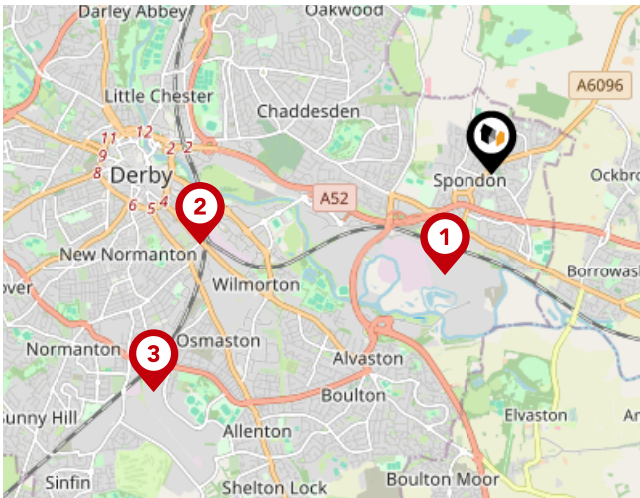 Darley Abbey
Oakwood
Little Chester
A6096
Chaddesden
11
12
2
2
9
8
Derby
Spondon
Ockbro
6
5
4
A52
2
1
New Normanton
Wilmorton
Borrowas
over
Normanton
3
Osmaston
Alvaston
Boulton
Sunny Hill
Elvaston
Ar
Allenton
Sinfin
Shelton Lock
Boulton Moor